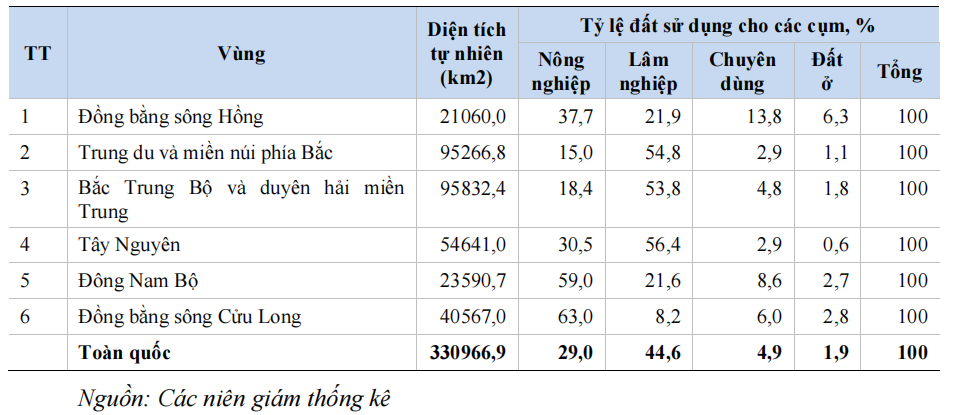 TT Vùng Diện tích tự nhiên (km2) Tỷ lệ đất sử dụng cho các cụm, %
Nông nghiệp Lâm nghiệp Chuyên dùng Đất ở Tổng
1 Đồng bằng sông Hồng 21060,0 37,7 21,9 13,8 6,3 100
2 Trung du và miền núi phía Bắc 95266,8 15,0 54,8 2,9 1,1 100
3 Bắc Trung Bộ và duyên hải miền Trung 95832,4 18,4 53,8 4,8 1,8 100
4 Tây Nguyên 54641,0 30,5 56,4 2,9 0,6 100
5 Đông Nam Bộ 23590,7 59,0 21,6 8,6 2,7 100
6 Đồng bằng sông Cửu Long 40567,0 63,0 8,2 6,0 2,8 100
Toàn quốc 330966,9 29,0 44,6 4,9 1,9 100
Nguồn: Các niên giám thống kê